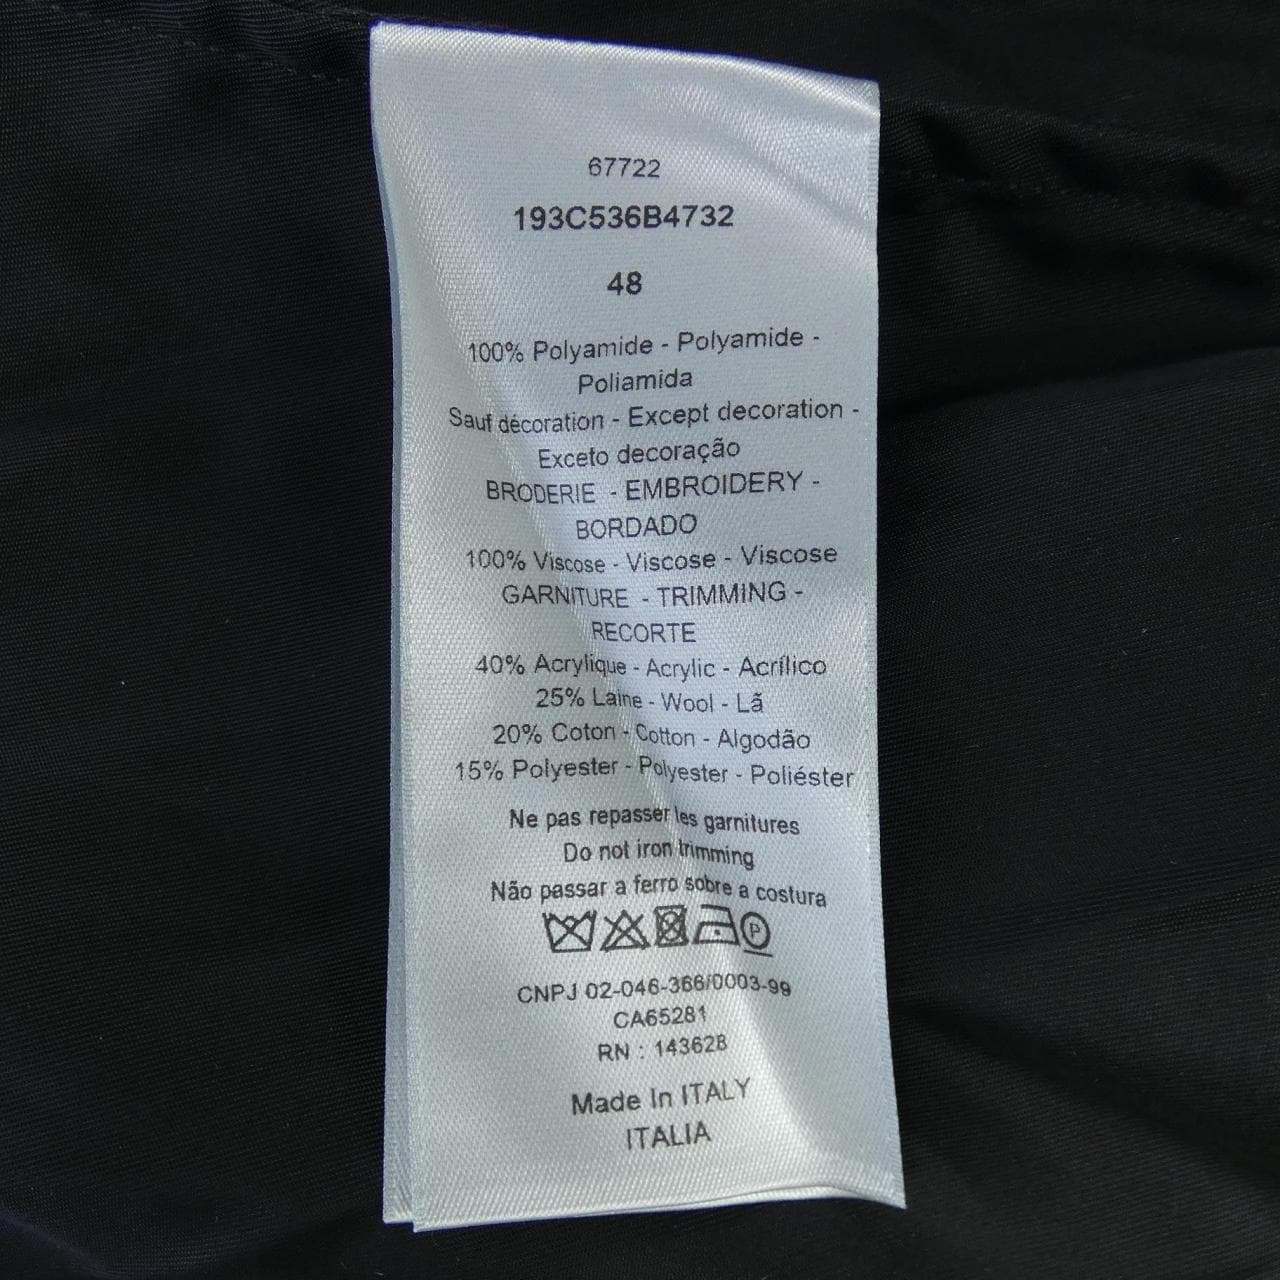 67722
193C536B4732
48
100% Polyamide - Polyamide -
Poliamida
Sauf décoration - Except decoration -
Exceto decoração
BRODERIE - EMBROIDERY -
BORDADO
100% Viscose - Viscose - Viscose
GARNITURE - TRIMMING -
RECORTE
40% Acrylique - Acrylic - Acrílico
25% Laine - Wool - Lã
20% Coton - Cotton - Algodão
15% Polyester - Polyester - Poliéster
Ne pas repasser les garnitures
Do not iron trimming
Não passar a ferro sobre a costura
P
CNPJ 02-046-366/0003-99
CA65281
RN : 143628
Made In ITALY
ITALIA